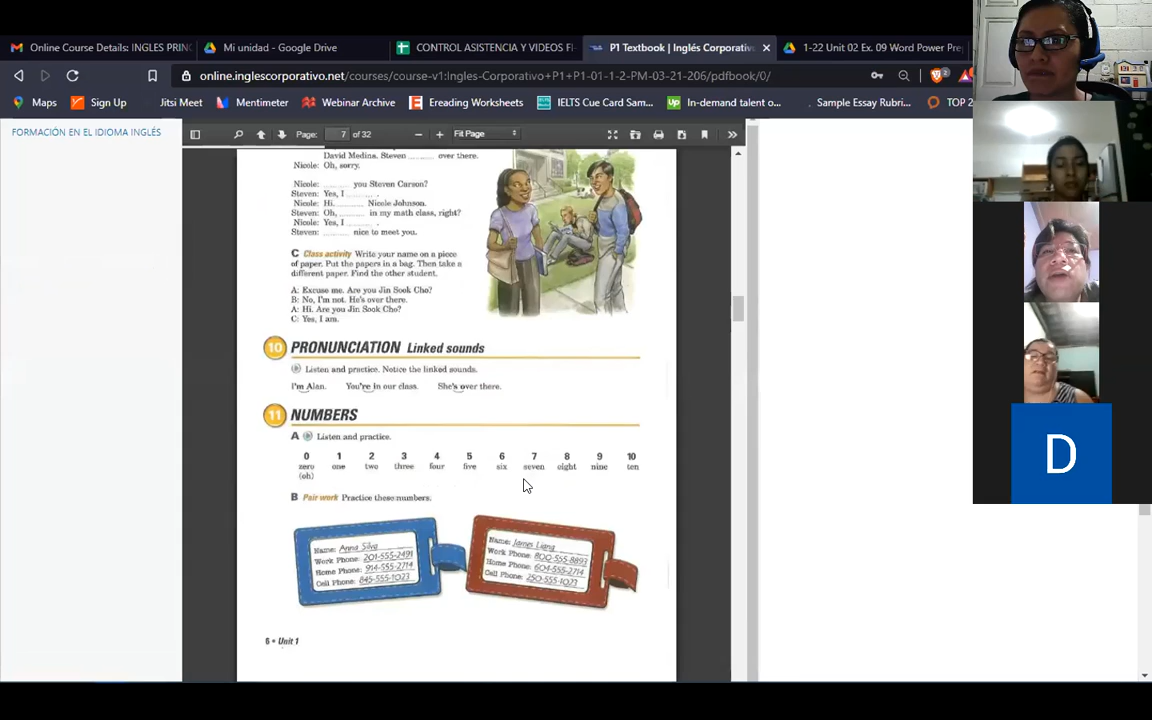 Online Course Details: INGLES PRINC
Mi unidad - Google Drive
CONTROL ASISTENCIA Y VIDEOS FI
P1 Textbook | Inglés Corporativo
1-22 Unit 02 Ex. 09 Word Power Pre
online.inglescorporativo.net/courses/course-v1:Ingles-Corporativo+P1+P1-01-1-2-PM-03-21-206/pdfbook/0/
Maps
Sign Up
Jitsi Meet
Mentimeter
Webinar Archive
Ereading Worksheets
IELTS Cue Card Sam...
In-demand talent o...
Sample Essay Rubri...
TOP 2
FORMACIÓN EN EL IDIOMA INGLÉS
Page: 7 of 32
Fit Page
David Medina. Steven ........ over there.
Nicole: Oh, sorry.
Nicole: ........ you Steven Carson?
Steven: Yes, I ........ .
Nicole: Hi. ........ Nicole Johnson.
Steven: Oh, ........ in my math class, right?
Nicole: Yes, I ........ .
Steven: ........ nice to meet you.
C Class activity Write your name on a piece
of paper. Put the papers in a bag. Then take a
different paper. Find the other student.
A: Excuse me. Are you Jin Sook Cho?
B: No, I'm not. He's over there.
A: Hi. Are you Jin Sook Cho?
C: Yes, I am.
10 PRONUNCIATION Linked sounds
Listen and practice. Notice the linked sounds.
I'm Alan. You're in our class. She's over there.
11 NUMBERS
A Listen and practice.
0 1 2 3 4 5 6 7 8 9 10
zero one two three four five six seven eight nine ten
(oh)
B Pair work Practice these numbers.
Name: Anna Silva
Work Phone: 201-555-2491
Home Phone: 914-555-2714
Cell Phone: 845-555-1023
Name: James Liang
Work Phone: 800-555-8893
Home Phone: 604-555-2714
Cell Phone: 250-555-1023
6 • Unit 1
D